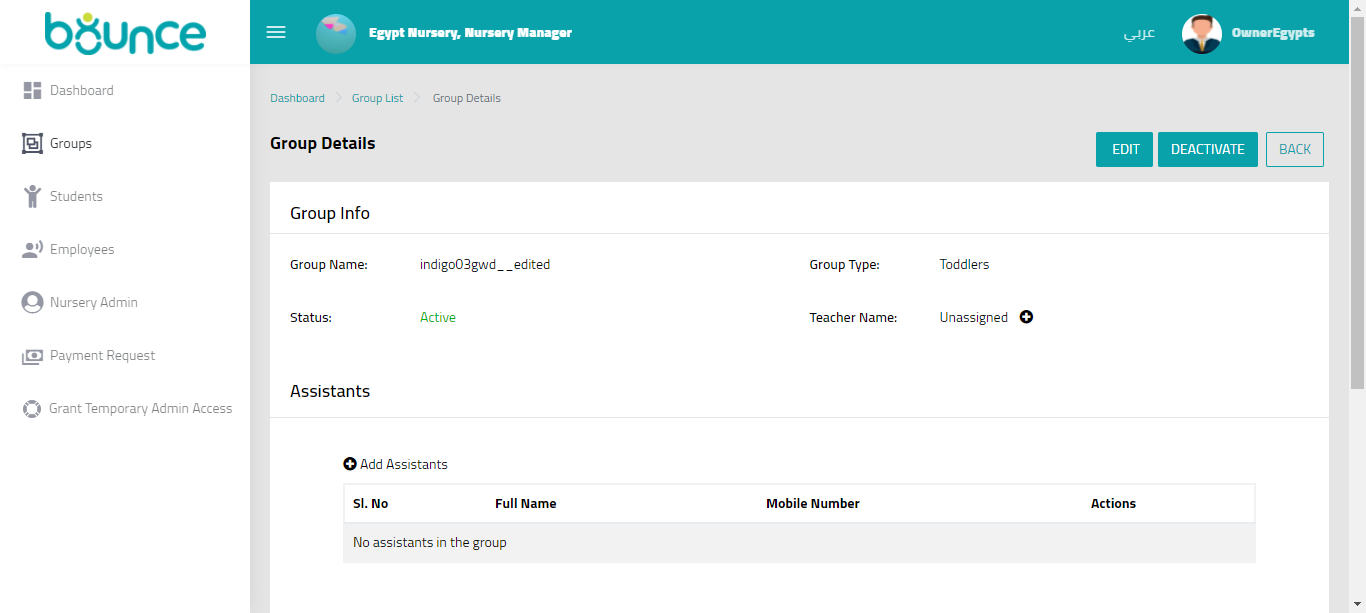 bounce
Egypt Nursery, Nursery Manager
عربي
OwnerEgypts
Dashboard
Groups
Students
Employees
Nursery Admin
Payment Request
Grant Temporary Admin Access
Dashboard Group List Group Details
Group Details
EDIT DEACTIVATE BACK
Group Info
Group Name: indigo03gwd__edited Group Type: Toddlers
Status: Active Teacher Name: Unassigned
Assistants
Add Assistants
Sl. No Full Name Mobile Number Actions
No assistants in the group